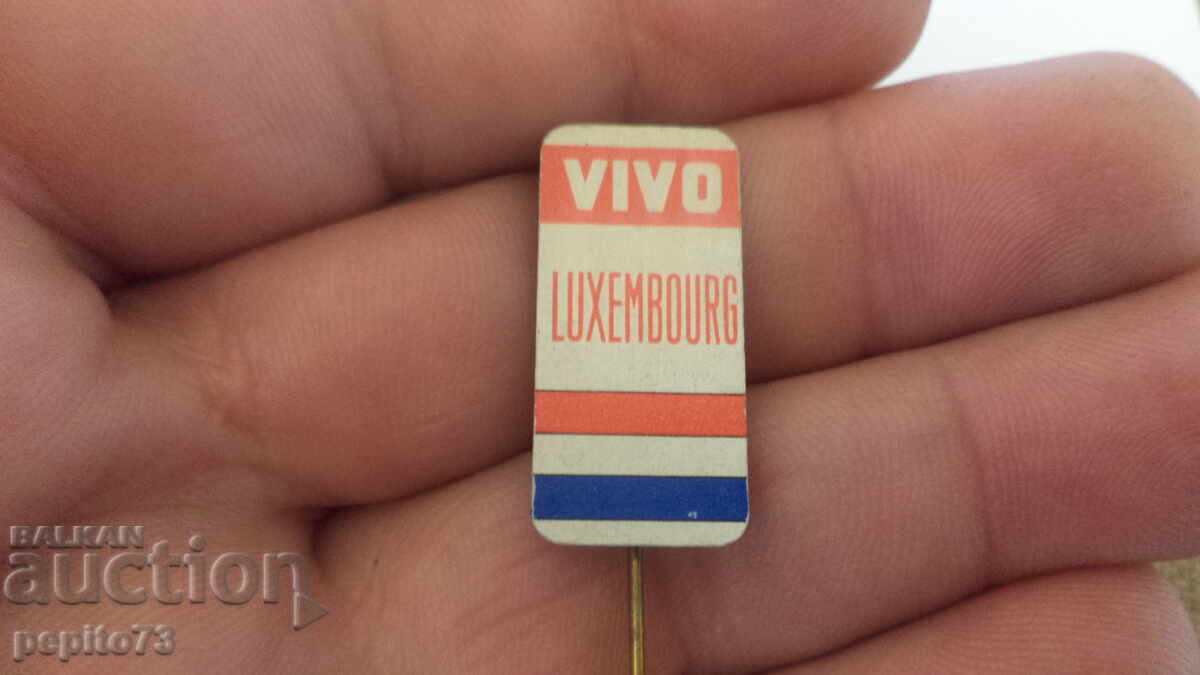 VIVO
LUXEMBOURG
BALKAN
auction
pepito73